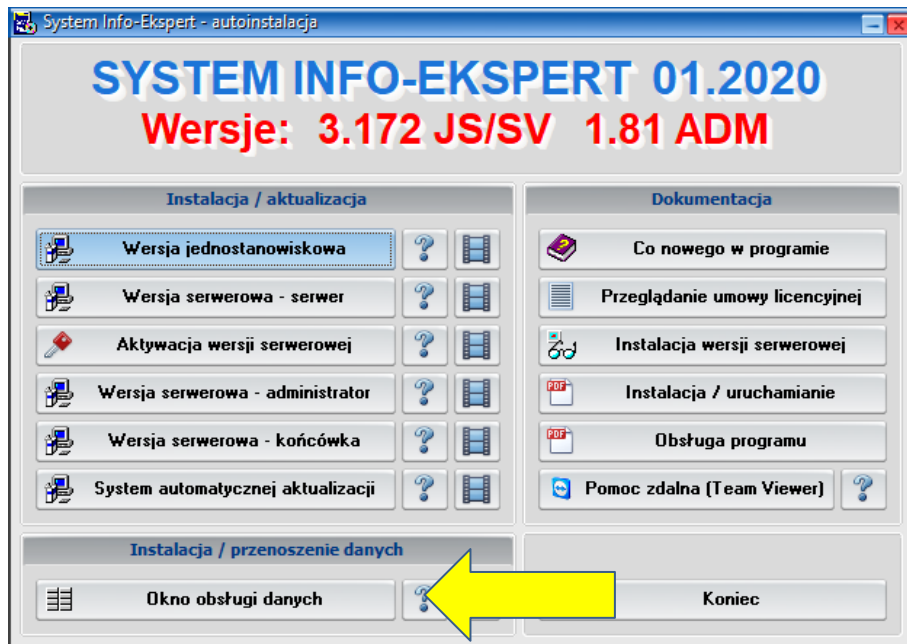 System Info-Ekspert - autoinstalacja
SYSTEM INFO-EKSPERT 01.2020
Wersje: 3.172 JS/SV 1.81 ADM
Instalacja / aktualizacja
Wersja jednostanowiskowa
Wersja serwerowa - serwer
Aktywacja wersji serwerowej
Wersja serwerowa - administrator
Wersja serwerowa - końcówka
System automatycznej aktualizacji
Instalacja / przenoszenie danych
Okno obsługi danych
Dokumentacja
Co nowego w programie
Przeglądanie umowy licencyjnej
Instalacja wersji serwerowej
PDF
Instalacja / uruchamianie
PDF
Obsługa programu
Pomoc zdalna (Team Viewer)
Koniec